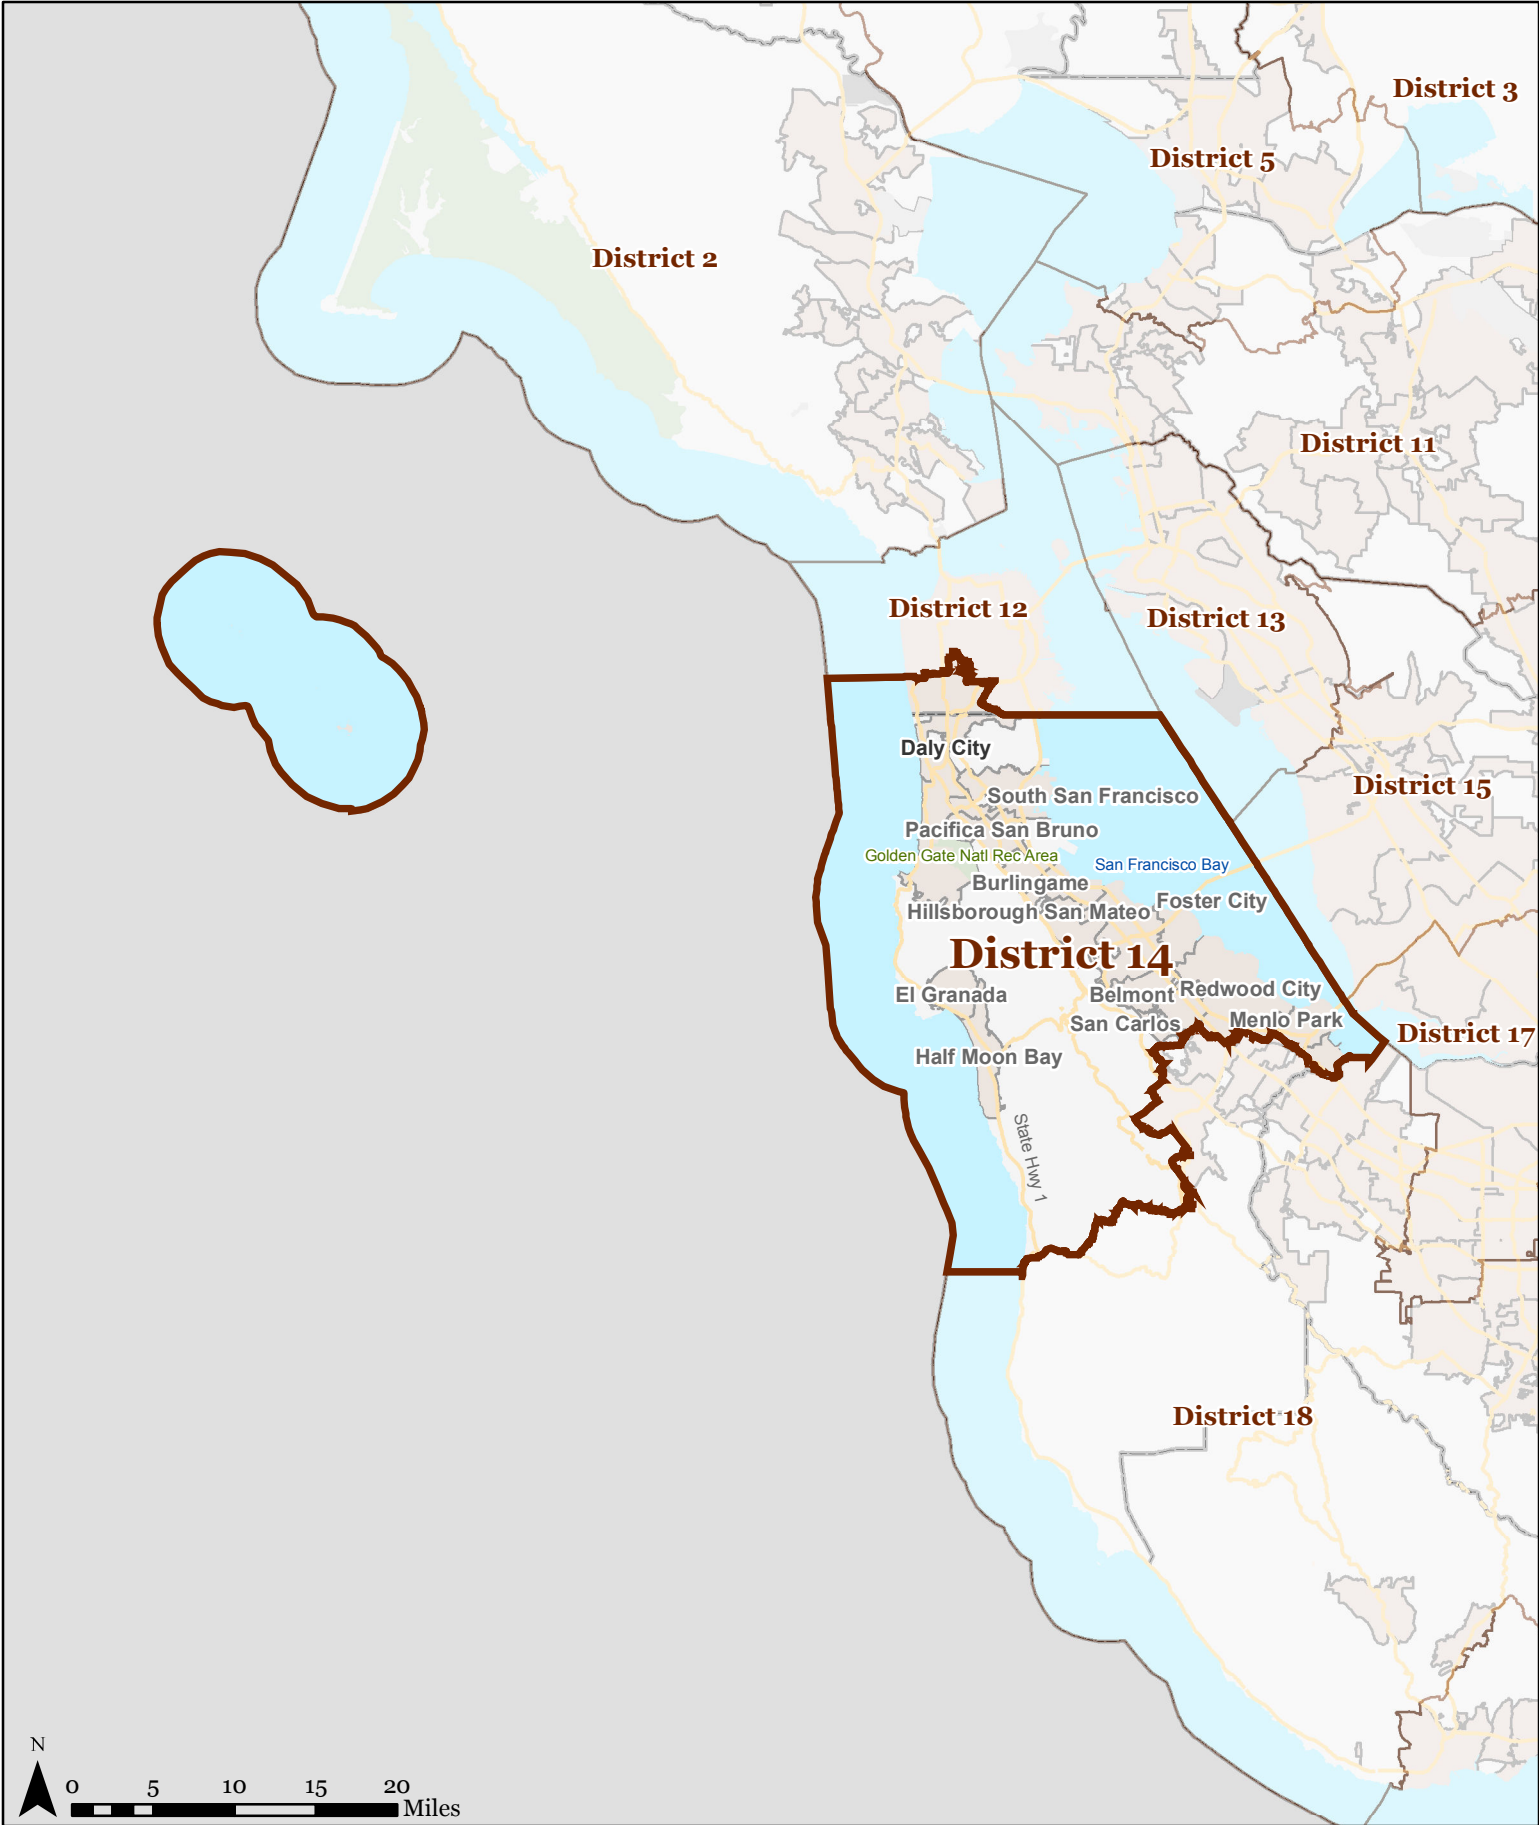 District 3
District 5
District 2
District 11
District 12
District 13
Daly City
District 15
South San Francisco
Pacifica San Bruno
Golden Gate Natl Rec Area
San Francisco Bay
Burlingame
Foster City
Hillsborough San Mateo
District 14
El Granada
Belmont
Redwood City
San Carlos
Menlo Park
District 17
Half Moon Bay
State Hwy 1
District 18
N
0 5 10 15 20
Miles